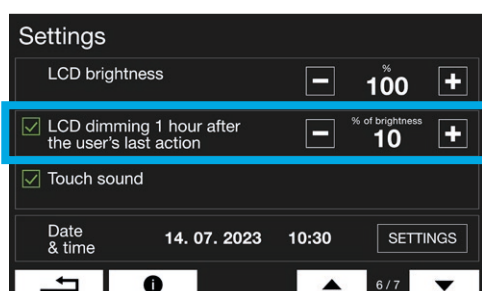 Settings
LCD brightness
%
− 100 +
LCD dimming 1 hour after
the user's last action
% of brightness
− 10 +
Touch sound
Date
& time
14. 07. 2023 10:30 SETTINGS
i 6/7